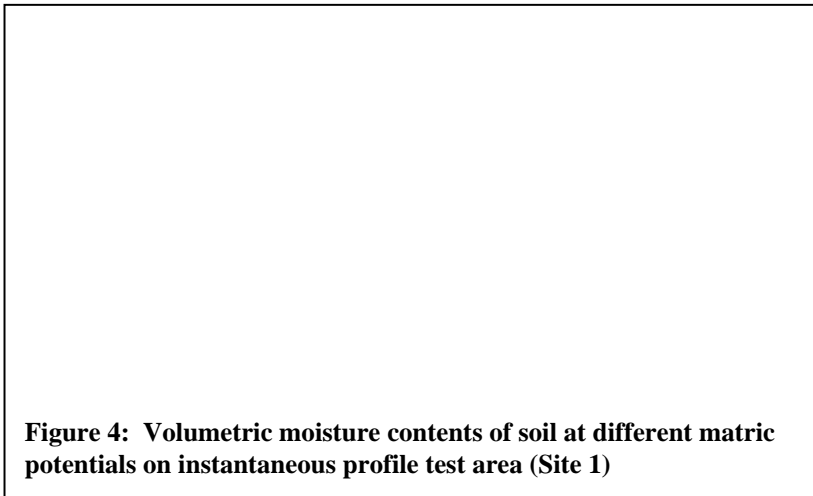 Figure 4: Volumetric moisture contents of soil at different matric
potentials on instantaneous profile test area (Site 1)